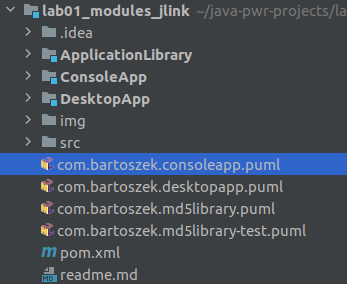 lab01_modules_jlink ~/java-pwr-projects/la
.idea
ApplicationLibrary
ConsoleApp
DesktopApp
img
src
com.bartoszek.consoleapp.puml
com.bartoszek.desktopapp.puml
com.bartoszek.md5library.puml
com.bartoszek.md5library-test.puml
m pom.xml
MD readme.md